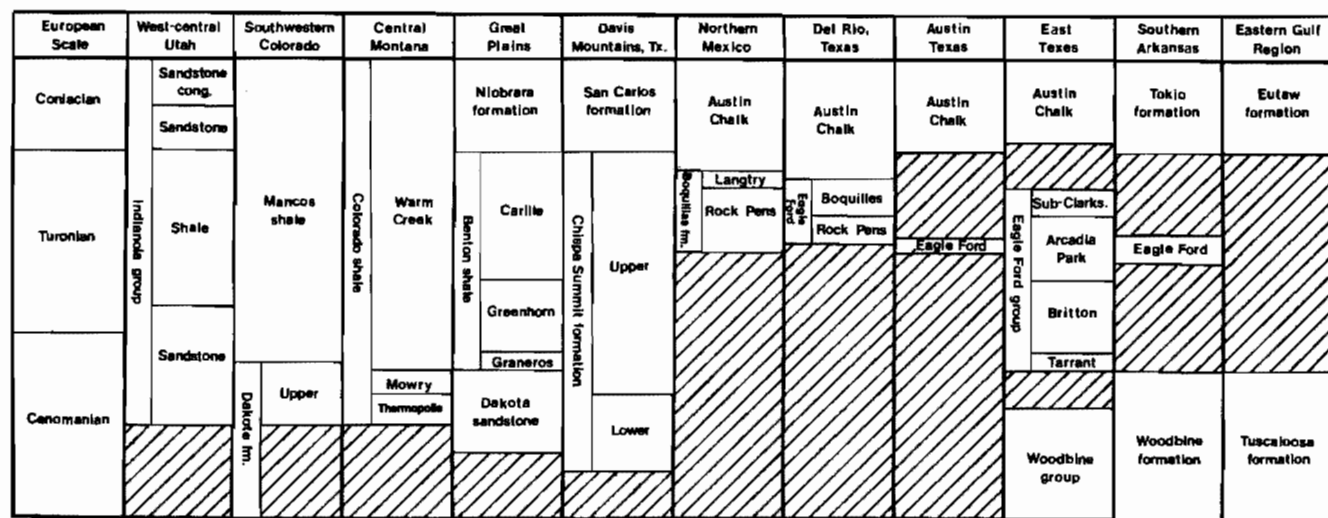 European Scale
West-central Utah
Southwestern Colorado
Central Montana
Great Plains
Davis Mountains, Tx.
Northern Mexico
Del Rio, Texas
Austin Texas
East Texes
Southern Arkansas
Eastern Gulf Region
Coniacian
Turonian
Cenomanian
Indianola group
Sandstone cong.
Sandstone
Shale
Sandstone
Mancos shale
Dakota fm.
Upper
Colorado shale
Warm Creek
Mowry
Thermopolis
Niobrara formation
Benton shale
Carlile
Greenhorn
Graneros
Dakota sandstone
San Carlos formation
Chispa Summit formation
Upper
Lower
Austin Chalk
Boquillas fm.
Langtry
Rock Pens
Austin Chalk
Eagle Ford
Boquilles
Rock Pens
Austin Chalk
Eagle Ford
Austin Chalk
Eagle Ford group
Sub-Clarks.
Arcadia Park
Britton
Tarrant
Woodbine group
Tokio formation
Eagle Ford
Woodbine formation
Eutaw formation
Tuscaloosa formation